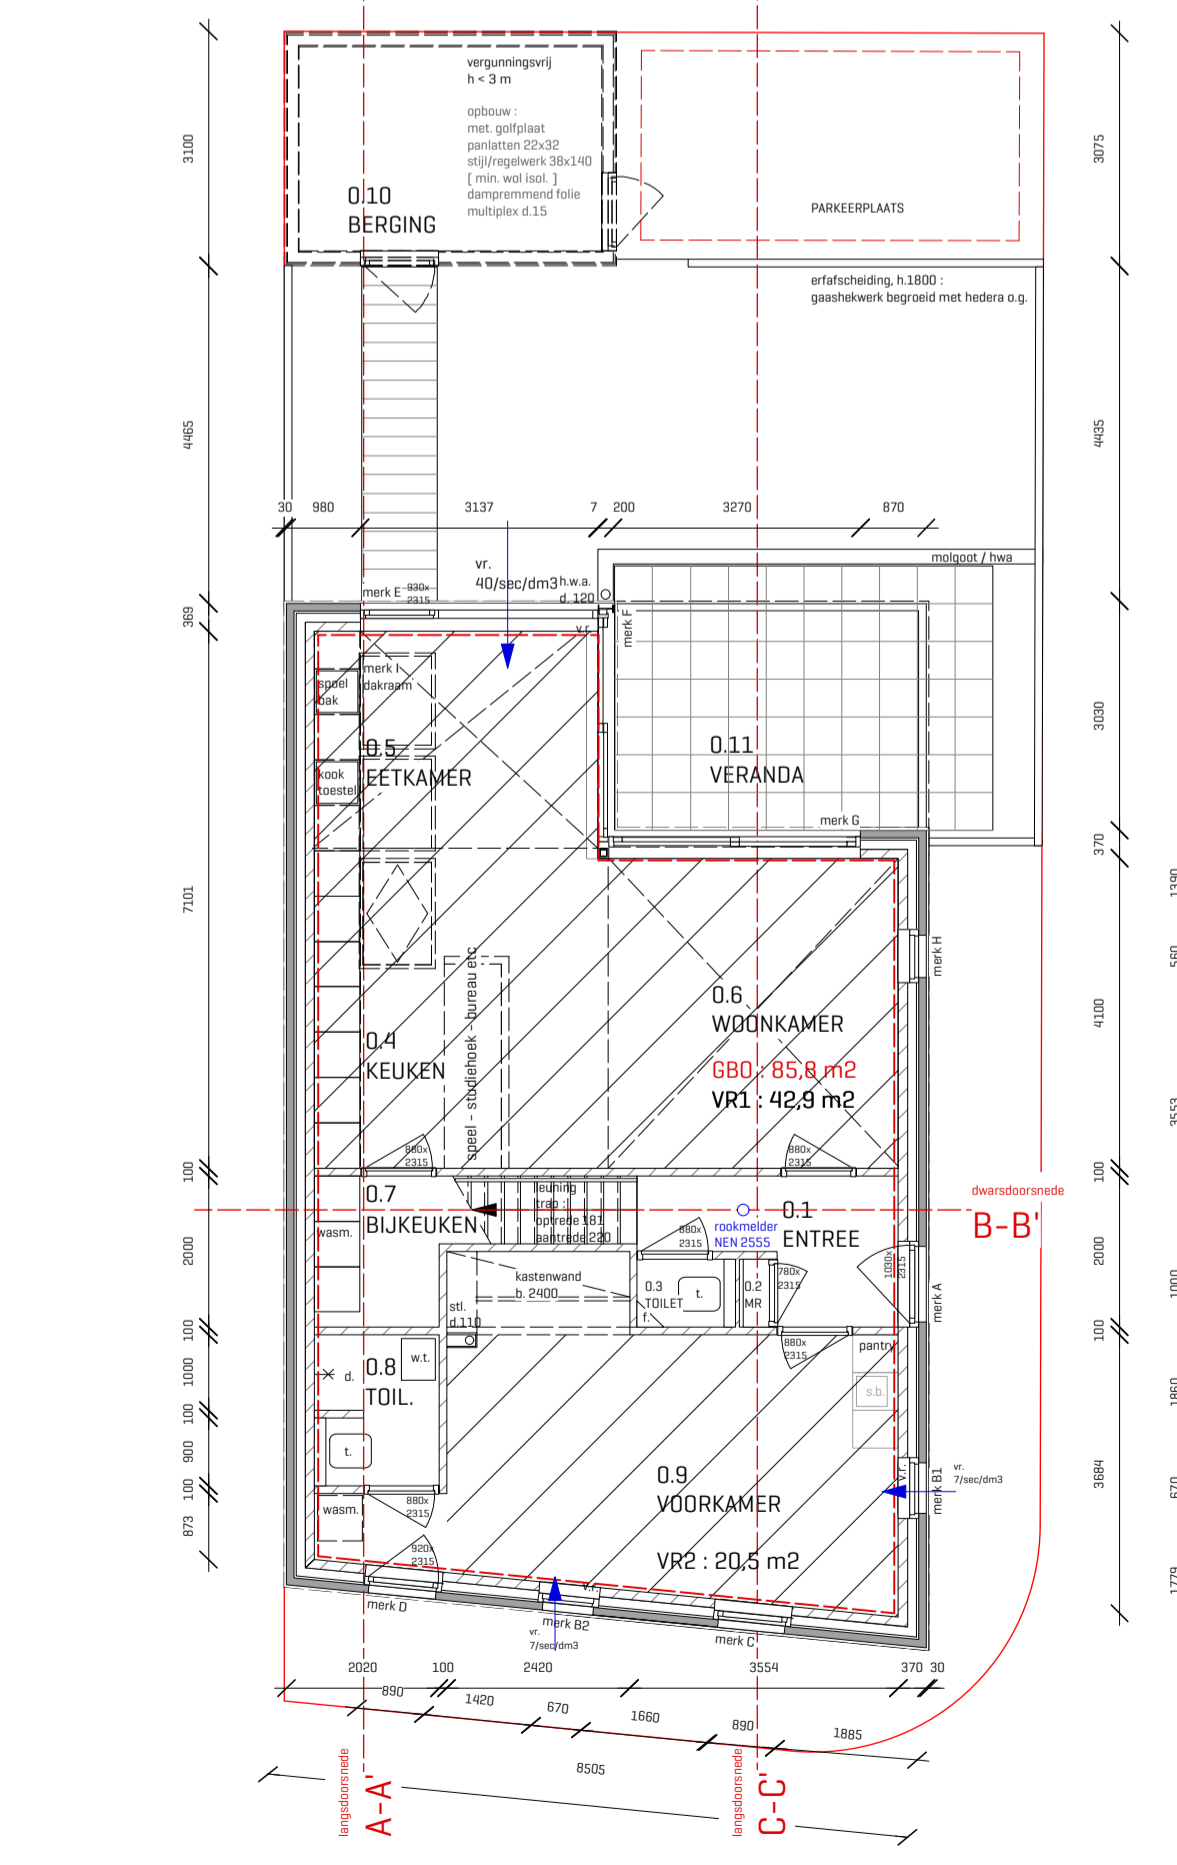 vergunningsvrij
h < 3 m
opbouw :
met. golfplaat
panlatten 22x32
stijl/regelwerk 38x140
[ min. wol isol. ]
dampremmend folie
multiplex d.15
0.10
BERGING
PARKEERPLAATS
erfafscheiding, h.1800 :
gaashekwerk begroeid met hedera o.g.
3100
3075
4465
4435
30 980 3137 7 200 3270 870
molgoot / hwa
vr.
40/sec/dm3
h.w.a.
d. 120
merk E
930x
2315
merk F
v.r.
369
merk I
dakraam
spoel
bak
0.5
EETKAMER
kook
toestel
0.11
VERANDA
merk G
3030
370
7101
1390
560
merk H
4100
3553
speel - studiehoek - bureau etc
0.6
WOONKAMER
GBO : 85,8 m2
VR1 : 42,9 m2
0.4
KEUKEN
880x
2315
880x
2315
100
100
0.7
BIJKEUKEN
leuning
trap :
optrede 181
aantrede 220
0.1
ENTREE
rookmelder
NEN 2555
dwarsdoorsnede
B-B'
wasm.
880x
2315
780x
2315
1030x
2315
kastenwand
b. 2400
0.3
TOILET
f.
t.
0.2
MR
2000
2000
1000
merk A
stl.
d.110
100
100
880x
2315
pantry
s.b.
w.t.
d.
0.8
TOIL.
1000
1860
100
t.
900
0.9
VOORKAMER
v.r.
merk B1
vr.
7/sec/dm3
3684
670
100
wasm.
880x
2315
873
920x
2315
VR2 : 20,5 m2
v.r.
merk D
merk B2
vr.
7/sec/dm3
merk C
1779
2020 100 2420 3554 370 30
890 1420 670 1660 890 1885
8505
langsdoorsnede
A-A'
langsdoorsnede
C-C'